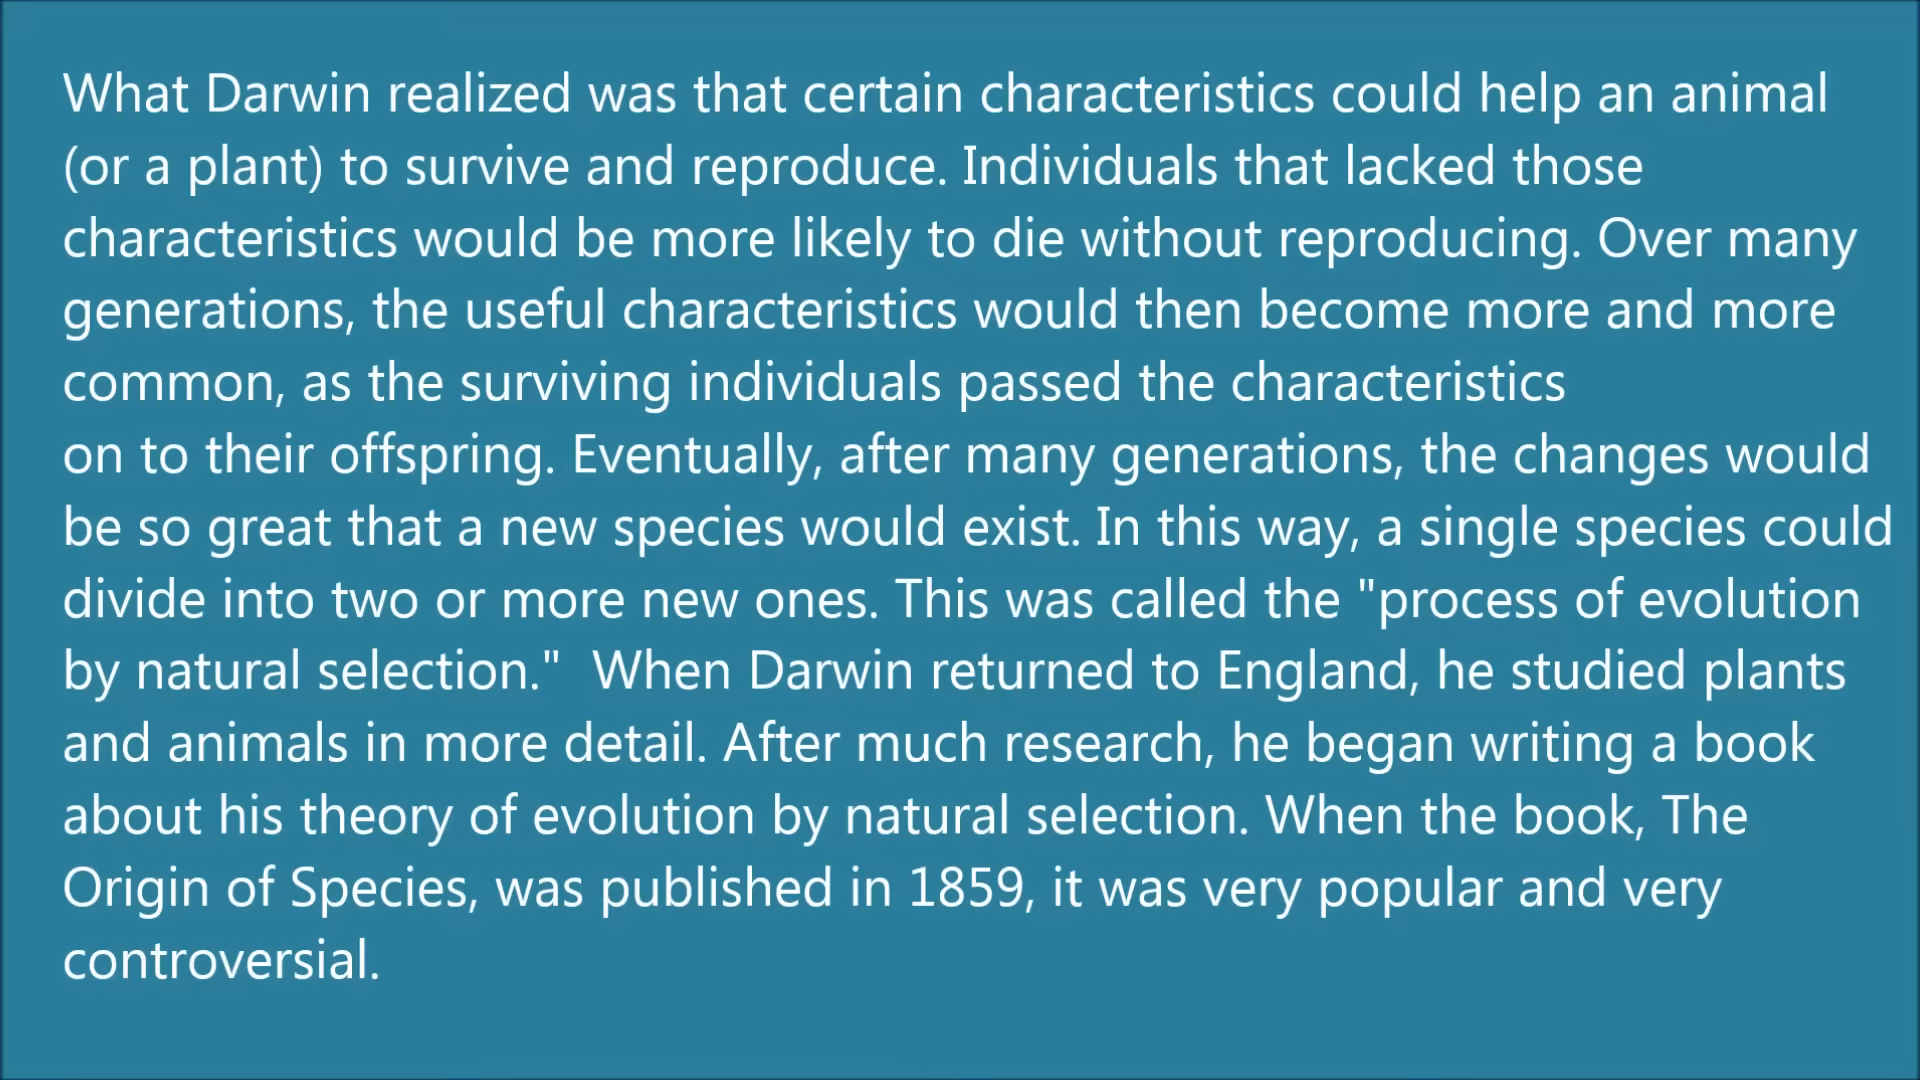 What Darwin realized was that certain characteristics could help an animal
(or a plant) to survive and reproduce. Individuals that lacked those
characteristics would be more likely to die without reproducing. Over many
generations, the useful characteristics would then become more and more
common, as the surviving individuals passed the characteristics
on to their offspring. Eventually, after many generations, the changes would
be so great that a new species would exist. In this way, a single species could
divide into two or more new ones. This was called the "process of evolution
by natural selection."  When Darwin returned to England, he studied plants
and animals in more detail. After much research, he began writing a book
about his theory of evolution by natural selection. When the book, The
Origin of Species, was published in 1859, it was very popular and very
controversial.